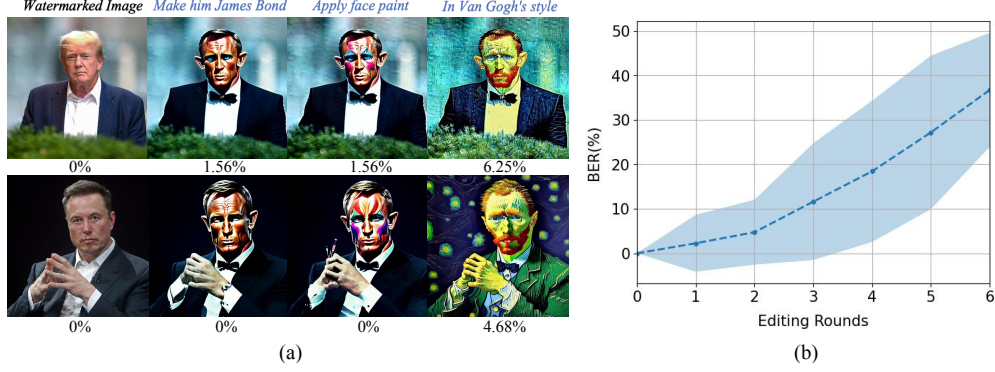 Watermarked Image Make him James Bond Apply face paint In Van Gogh's style
0% 1.56% 1.56% 6.25%
0% 0% 0% 4.68%
(a)
50
40
30
20
10
0
BER(%)
0 1 2 3 4 5 6
Editing Rounds
(b)